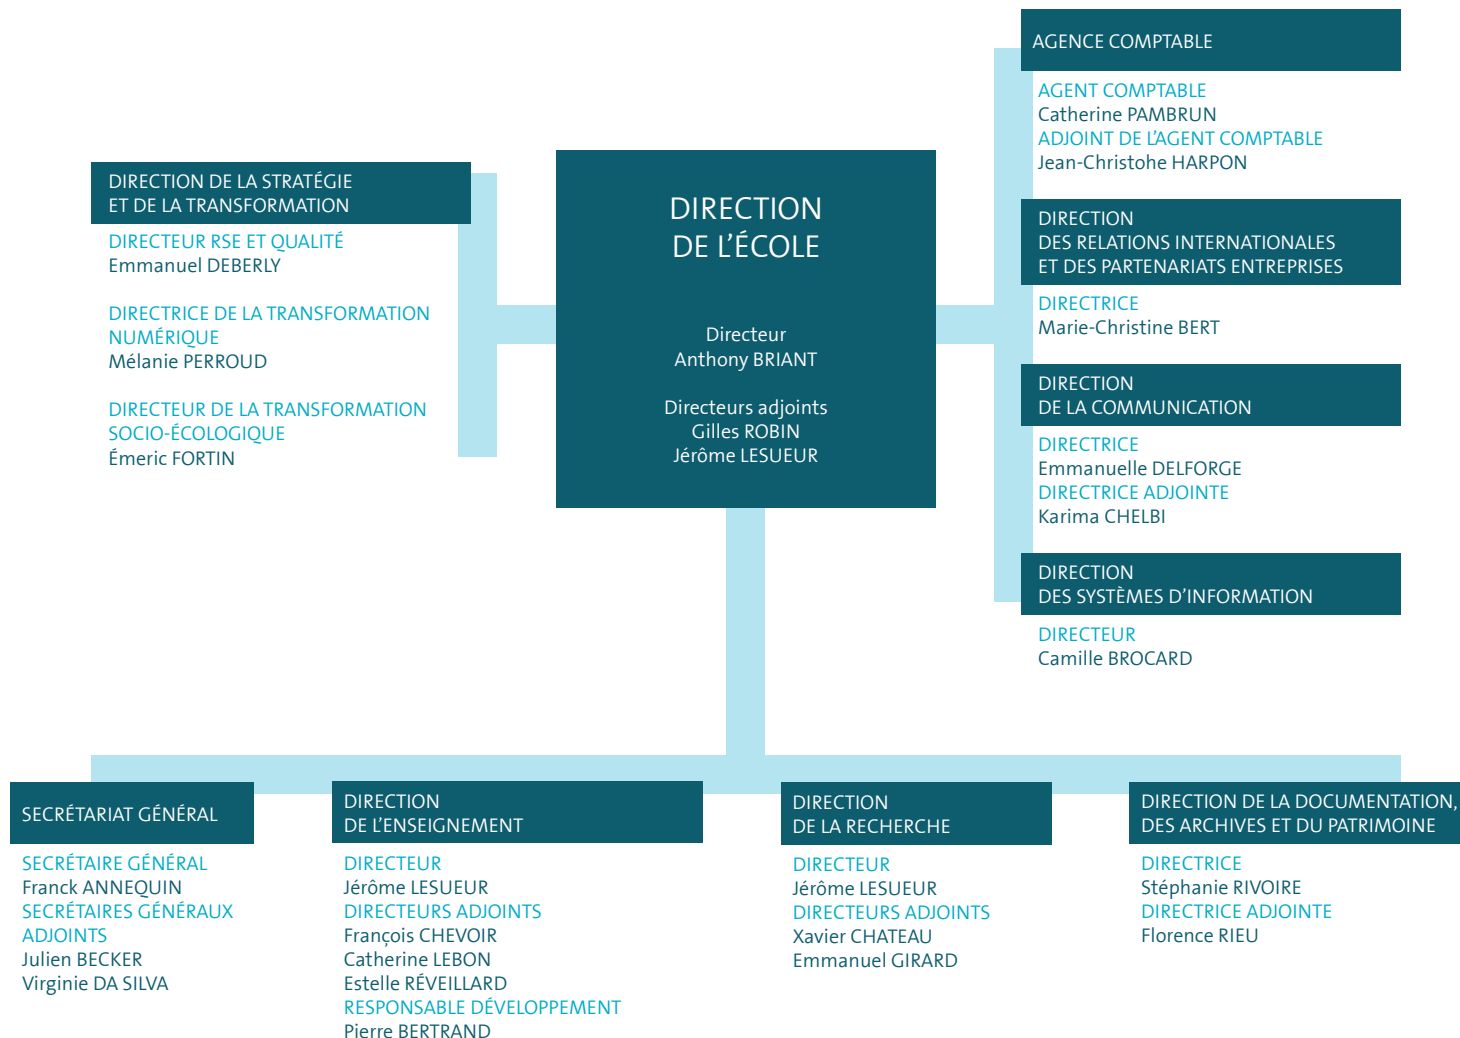 AGENCE COMPTABLE
AGENT COMPTABLE
Catherine PAMBRUN
ADJOINT DE L'AGENT COMPTABLE
Jean-Christohe HARPON
DIRECTION DE LA STRATÉGIE
ET DE LA TRANSFORMATION
DIRECTEUR RSE ET QUALITÉ
Emmanuel DEBERLY
DIRECTRICE DE LA TRANSFORMATION
NUMÉRIQUE
Mélanie PERROUD
DIRECTEUR DE LA TRANSFORMATION
SOCIO-ÉCOLOGIQUE
Émeric FORTIN
DIRECTION
DE L'ÉCOLE
Directeur
Anthony BRIANT
Directeurs adjoints
Gilles ROBIN
Jérôme LESUEUR
DIRECTION
DES RELATIONS INTERNATIONALES
ET DES PARTENARIATS ENTREPRISES
DIRECTRICE
Marie-Christine BERT
DIRECTION
DE LA COMMUNICATION
DIRECTRICE
Emmanuelle DELFORGE
DIRECTRICE ADJOINTE
Karima CHELBI
DIRECTION
DES SYSTÈMES D'INFORMATION
DIRECTEUR
Camille BROCARD
SECRÉTARIAT GÉNÉRAL
SECRÉTAIRE GÉNÉRAL
Franck ANNEQUIN
SECRÉTAIRES GÉNÉRAUX
ADJOINTS
Julien BECKER
Virginie DA SILVA
DIRECTION
DE L'ENSEIGNEMENT
DIRECTEUR
Jérôme LESUEUR
DIRECTEURS ADJOINTS
François CHEVOIR
Catherine LEBON
Estelle RÉVEILLARD
RESPONSABLE DÉVELOPPEMENT
Pierre BERTRAND
DIRECTION
DE LA RECHERCHE
DIRECTEUR
Jérôme LESUEUR
DIRECTEURS ADJOINTS
Xavier CHATEAU
Emmanuel GIRARD
DIRECTION DE LA DOCUMENTATION,
DES ARCHIVES ET DU PATRIMOINE
DIRECTRICE
Stéphanie RIVOIRE
DIRECTRICE ADJOINTE
Florence RIEU